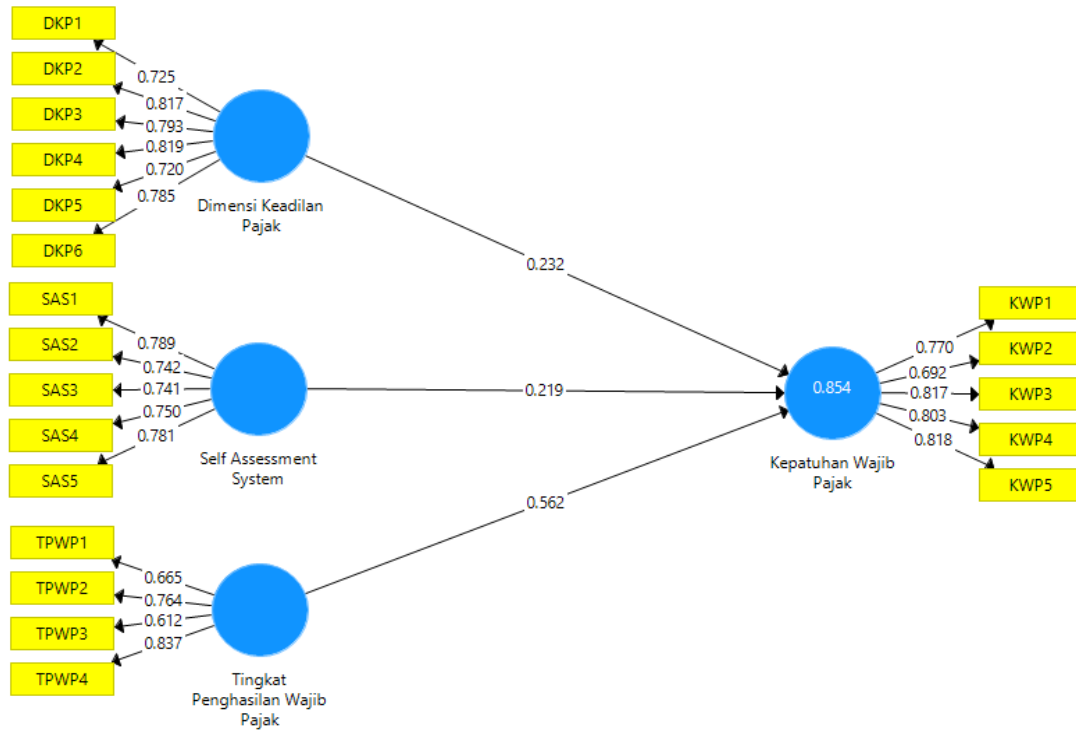 DKP1
DKP2
DKP3
DKP4
DKP5
DKP6
0.725
0.817
0.793
0.819
0.720
0.785
Dimensi Keadilan
Pajak
SAS1
SAS2
SAS3
SAS4
SAS5
0.789
0.742
0.741
0.750
0.781
Self Assessment
System
TPWP1
TPWP2
TPWP3
TPWP4
0.665
0.764
0.612
0.837
Tingkat
Penghasilan Wajib
Pajak
0.232
0.219
0.562
0.854
Kepatuhan Wajib
Pajak
0.770
0.692
0.817
0.803
0.818
KWP1
KWP2
KWP3
KWP4
KWP5